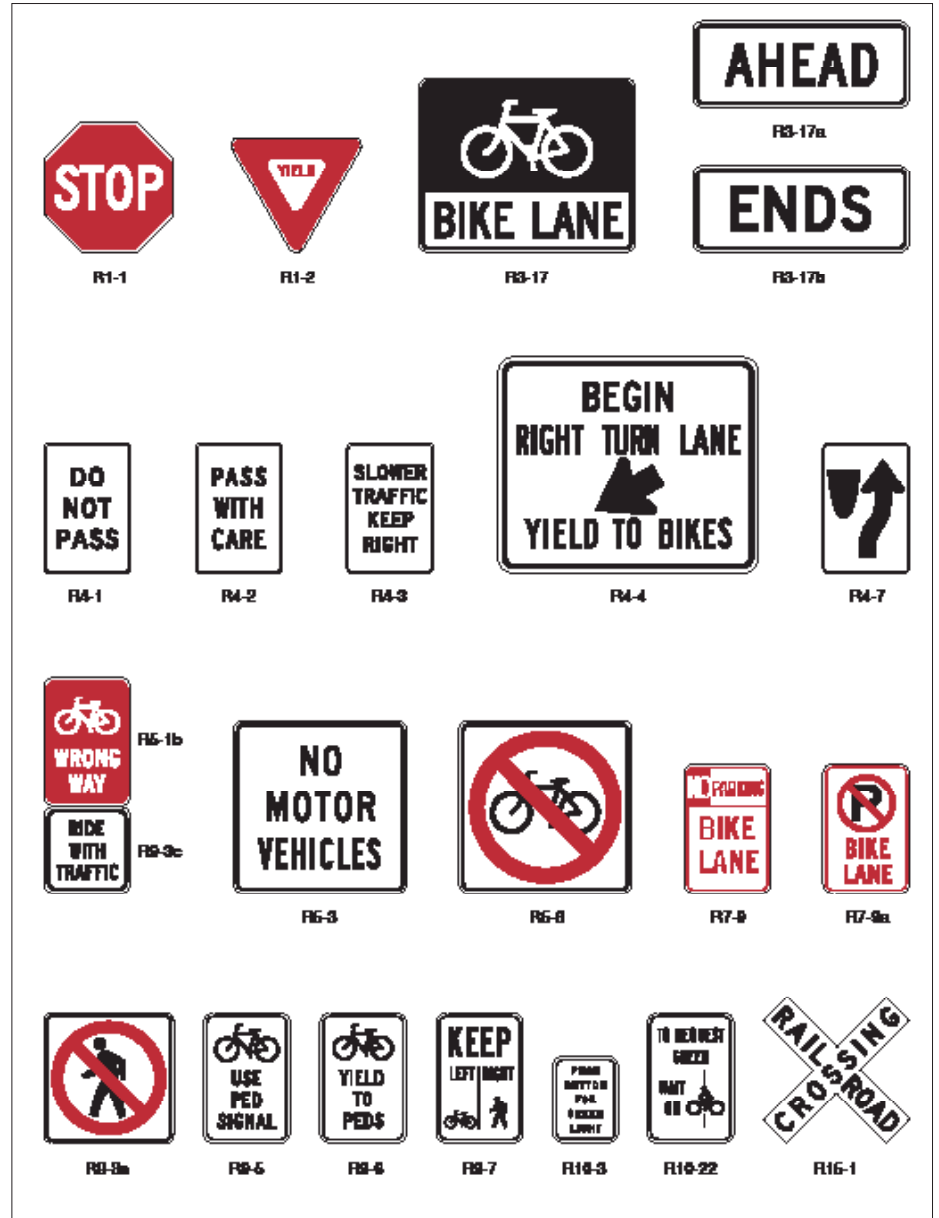 AHEAD
R3-17a
STOP
R1-1
YIELD
R1-2
BIKE LANE
R3-17
ENDS
R3-17b
DO
NOT
PASS
R4-1
PASS
WITH
CARE
R4-2
SLOWER
TRAFFIC
KEEP
RIGHT
R4-3
BEGIN
RIGHT TURN LANE
YIELD TO BIKES
R4-4
R4-7
WRONG
WAY
R5-1b
RIDE
WITH
TRAFFIC
R9-3c
NO
MOTOR
VEHICLES
R5-3
R5-6
NO PARKING
BIKE
LANE
R7-9
P
BIKE
LANE
R7-9a
R9-3a
USE
PED
SIGNAL
R9-5
YIELD
TO
PEDS
R9-6
KEEP
LEFT RIGHT
R9-7
PUSH
BUTTON
FOR
GREEN
LIGHT
R10-3
TO REQUEST
GREEN
WAIT
ON
R10-22
RAILROAD
CROSSING
R15-1